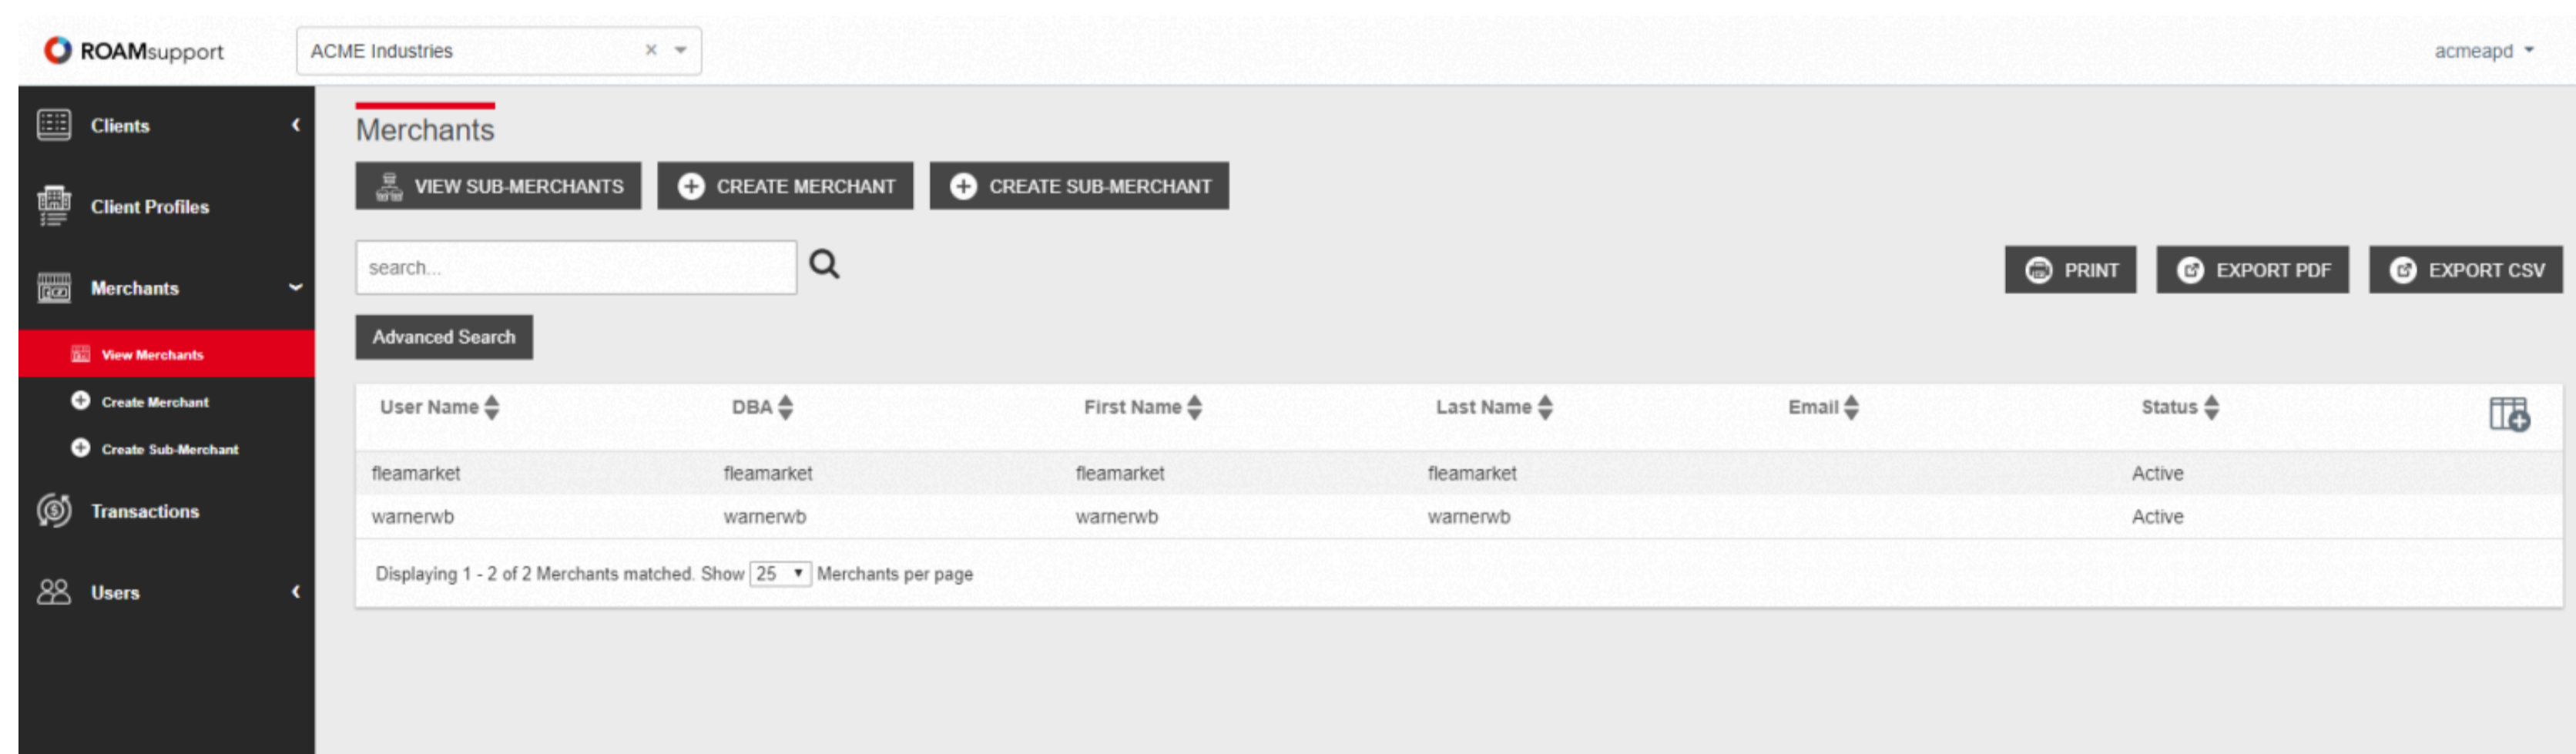 ROAMsupport
ACME Industries
acmeapd
Clients
Client Profiles
Merchants
View Merchants
Create Merchant
Create Sub-Merchant
Transactions
Users
Merchants
VIEW SUB-MERCHANTS CREATE MERCHANT CREATE SUB-MERCHANT
search...
PRINT EXPORT PDF EXPORT CSV
Advanced Search
User Name DBA First Name Last Name Email Status
fleamarket fleamarket fleamarket fleamarket Active
warnerwb warnerwb warnerwb warnerwb Active
Displaying 1 - 2 of 2 Merchants matched. Show 25 Merchants per page